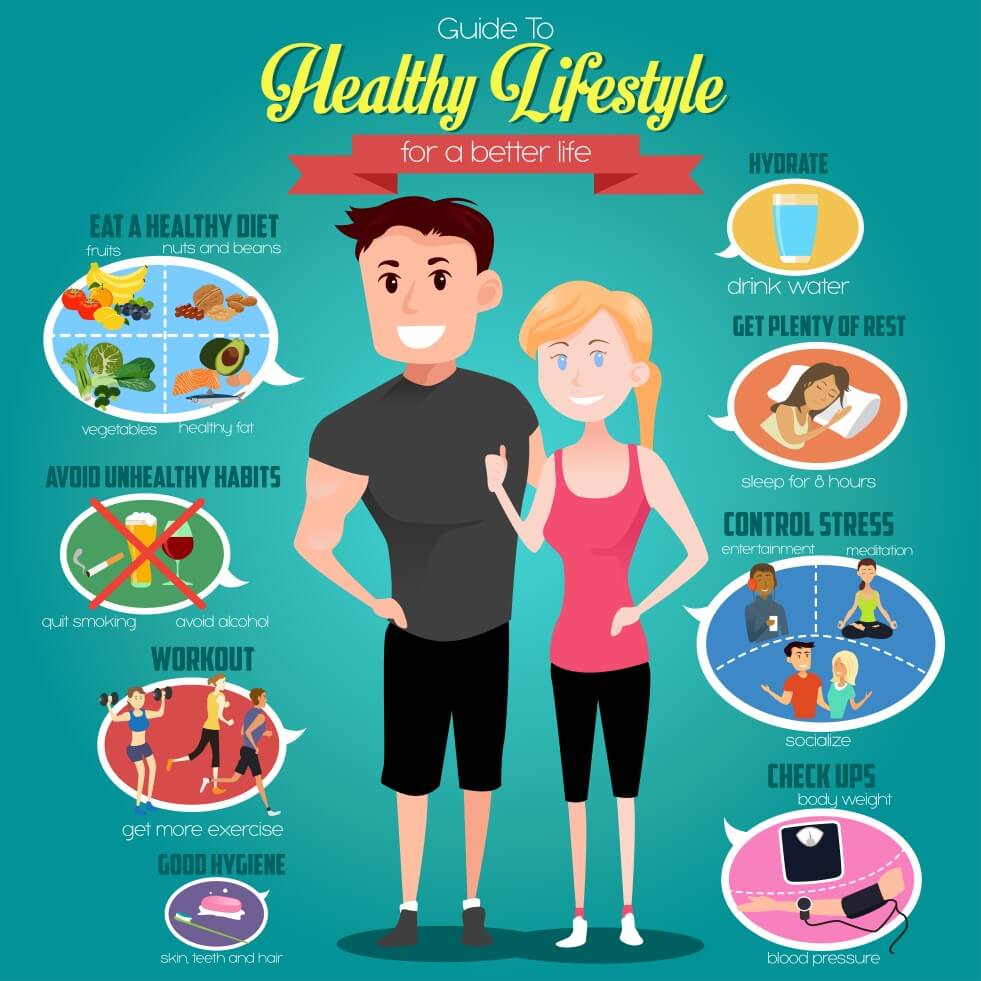 Guide To
Healthy Lifestyle
for a better life
EAT A HEALTHY DIET
fruits nuts and beans
vegetables healthy fat
AVOID UNHEALTHY HABITS
quit smoking avoid alcohol
WORKOUT
get more exercise
GOOD HYGIENE
skin, teeth and hair
HYDRATE
drink water
GET PLENTY OF REST
sleep for 8 hours
CONTROL STRESS
entertainment meditation
socialize
CHECK UPS
body weight
blood pressure